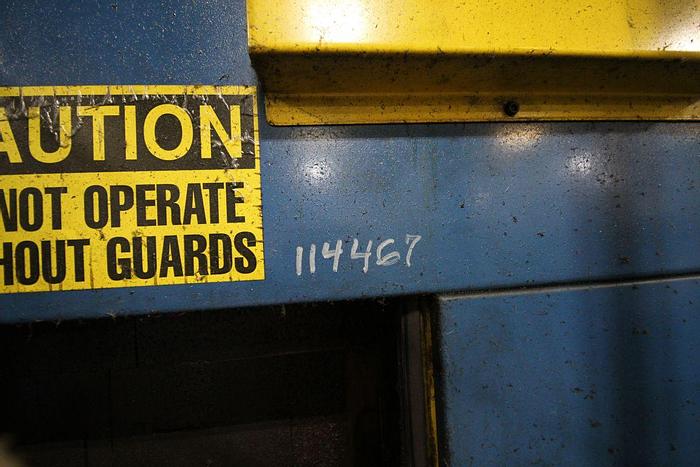 AUTION
NOT OPERATE
HOUT GUARDS
114467